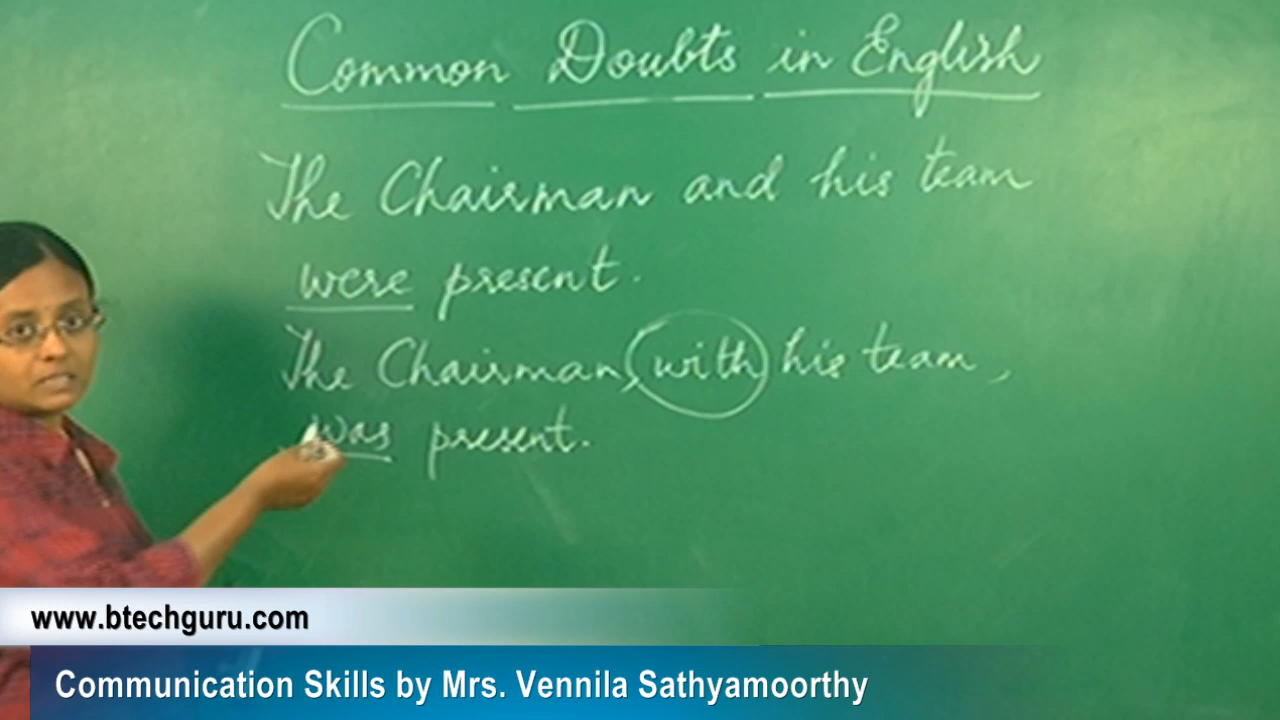 Common Doubts in English
The Chairman and his team
were present.
The Chairman, with his team,
was present.
www.btechguru.com
Communication Skills by Mrs. Vennila Sathyamoorthy